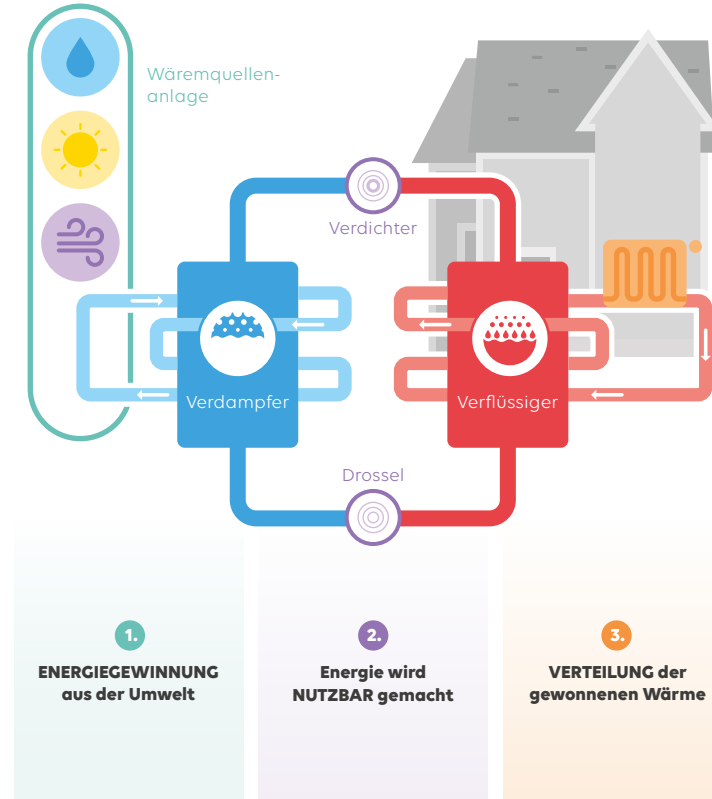 Wäremquellen-
anlage
Verdichter
Verdampfer
Verflüssiger
Drossel
1.
ENERGIEGEWINNUNG
aus der Umwelt
2.
Energie wird
NUTZBAR gemacht
3.
VERTEILUNG der
gewonnenen Wärme